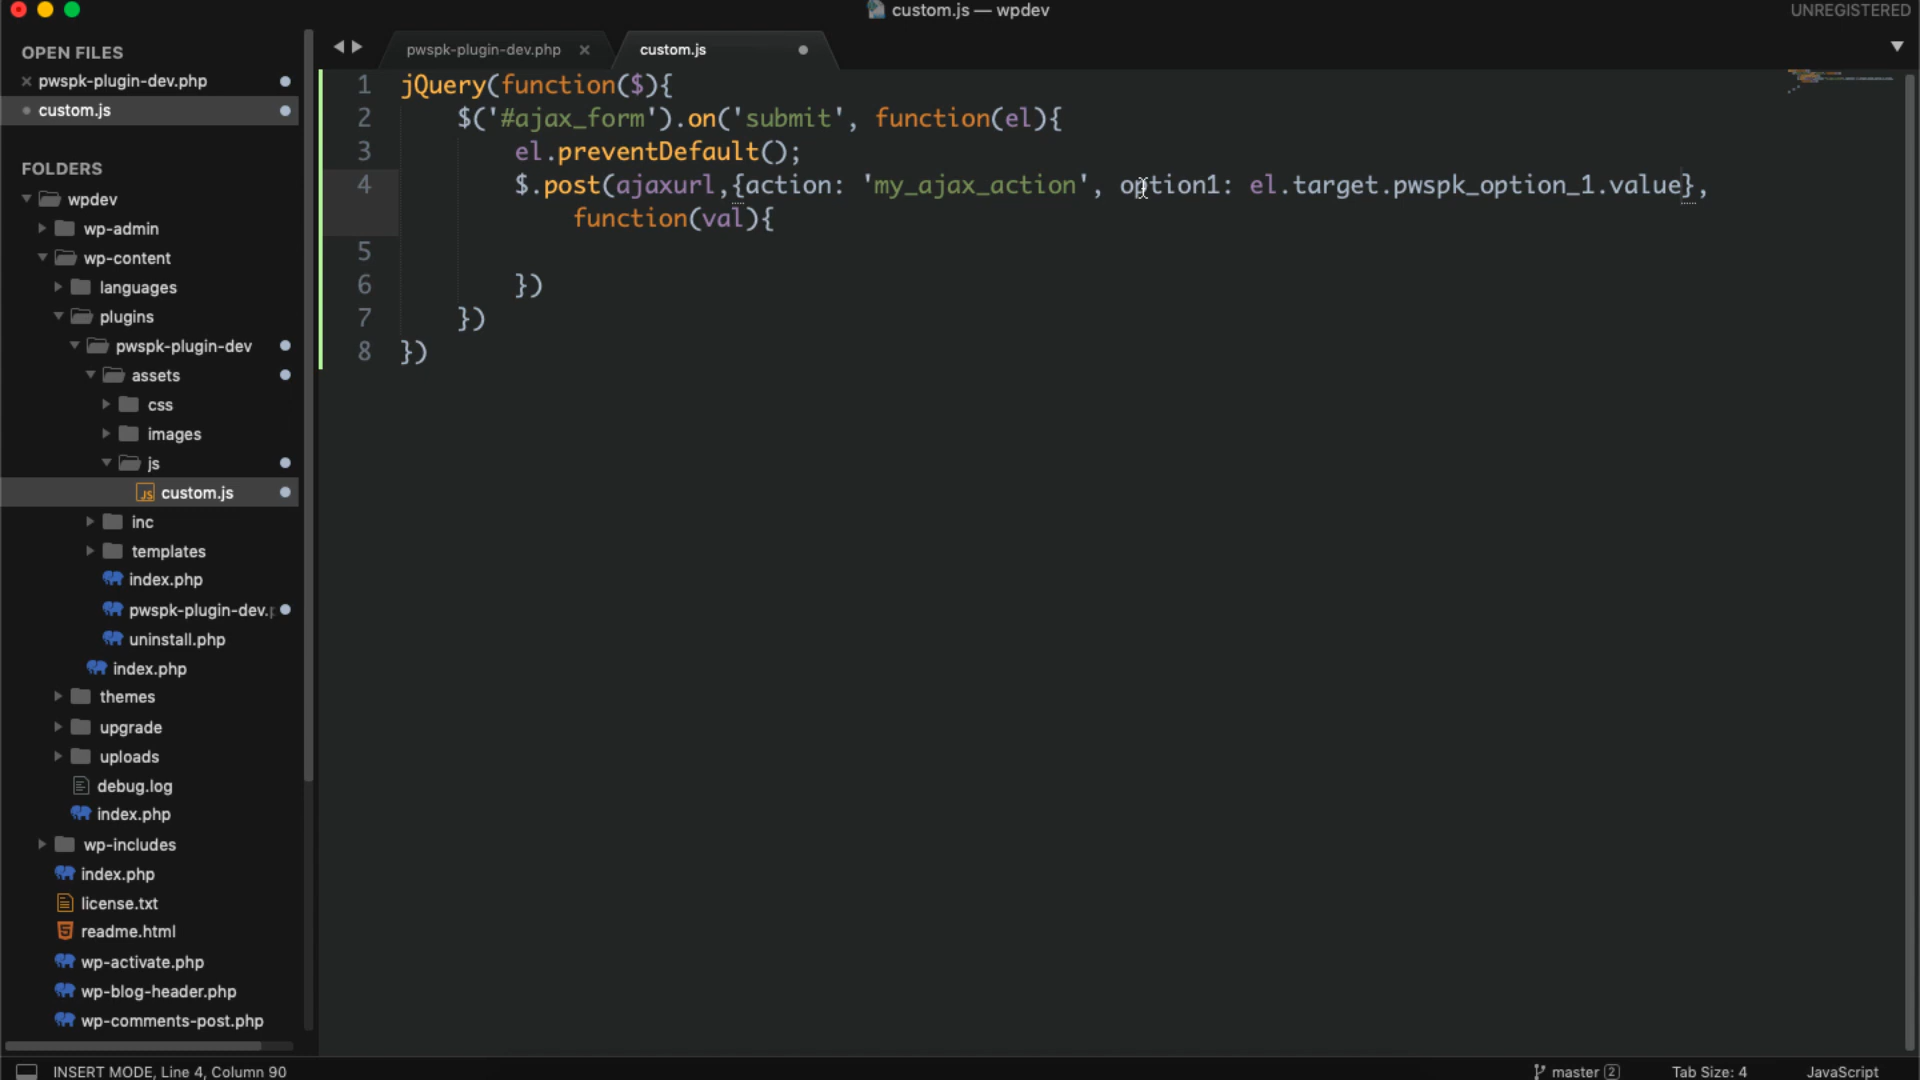 custom.js — wpdev
UNREGISTERED
OPEN FILES
pwspk-plugin-dev.php
custom.js
FOLDERS
wpdev
wp-admin
wp-content
languages
plugins
pwspk-plugin-dev
assets
css
images
js
custom.js
inc
templates
index.php
pwspk-plugin-dev.p
uninstall.php
index.php
themes
upgrade
uploads
debug.log
index.php
wp-includes
index.php
license.txt
readme.html
wp-activate.php
wp-blog-header.php
wp-comments-post.php
pwspk-plugin-dev.php
custom.js
1 jQuery(function($){
2 $('#ajax_form').on('submit', function(el){
3 el.preventDefault();
4 $.post(ajaxurl,{action: 'my_ajax_action', option1: el.target.pwspk_option_1.value},
function(val){
5
6 })
7 })
8 })
INSERT MODE, Line 4, Column 90
master 2
Tab Size: 4
JavaScript